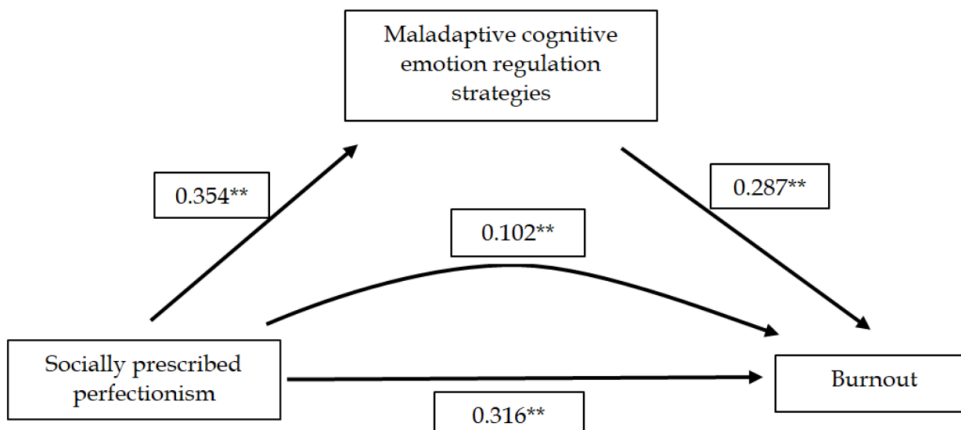 Maladaptive cognitive
emotion regulation
strategies
0.354**
0.287**
0.102**
Socially prescribed
perfectionism
Burnout
0.316**